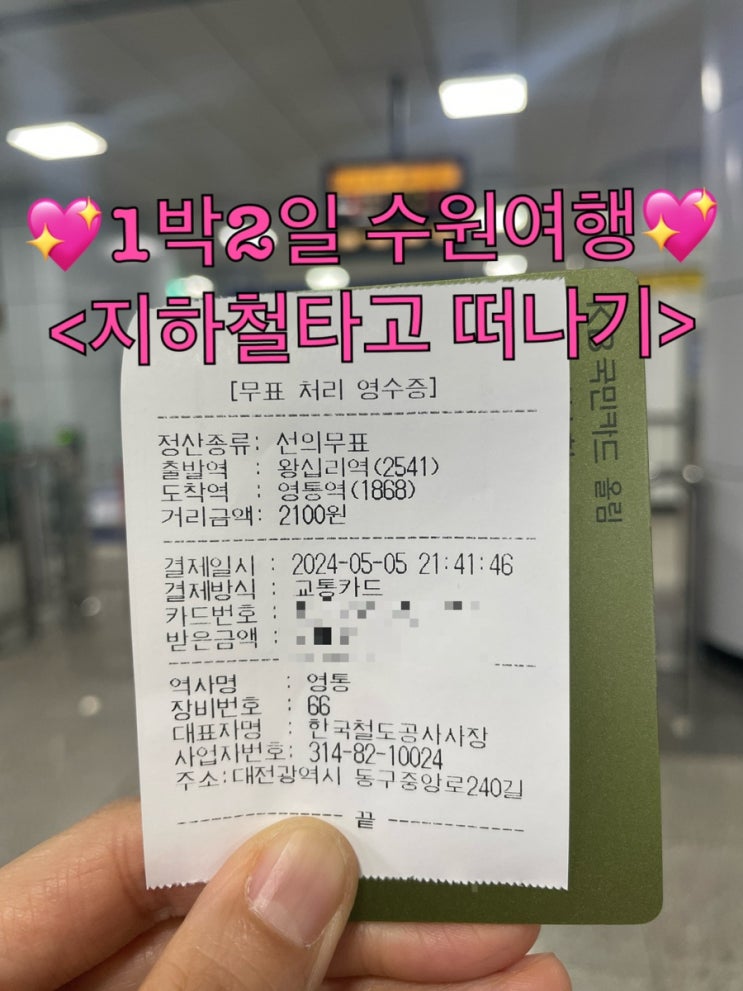 💖1박2일 수원여행💖
<지하철타고 떠나기>
[무표 처리 영수증]
정산종류: 선의무표
출발역 : 왕십리역(2541)
도착역 : 영통역(1868)
거리금액: 2100원
결제일시 : 2024-05-05 21:41:46
결제방식 : 교통카드
카드번호 :
받은금액 :
역사명 : 영통
장비번호 : 66
대표자명 : 한국철도공사사장
사업자번호: 314-82-10024
주소:대전광역시 동구중앙로240길
끝
KB국민카드 올림